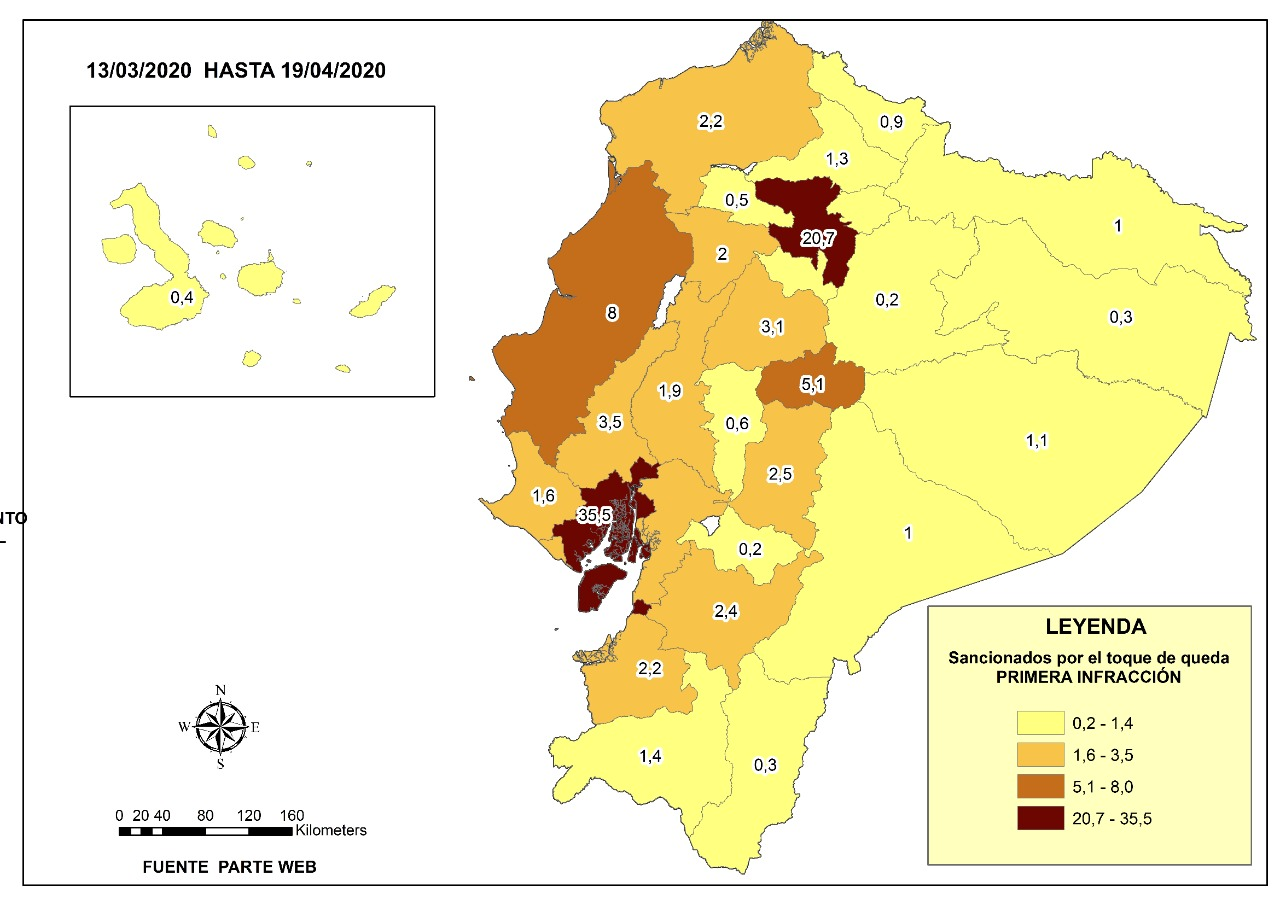 13/03/2020 HASTA 19/04/2020
2,2
0,9
1,3
0,5
1
20,7
2
0,4
0,2
8
0,3
3,1
5,1
1,9
3,5
0,6
1,1
2,5
1,6
35,5
NTO
1
0,2
2,4
2,2
1,4
0,3
LEYENDA
Sancionados por el toque de queda
PRIMERA INFRACCIÓN
0,2 - 1,4
1,6 - 3,5
5,1 - 8,0
20,7 - 35,5
N
W E
S
0 20 40 80 120 160
Kilometers
FUENTE PARTE WEB